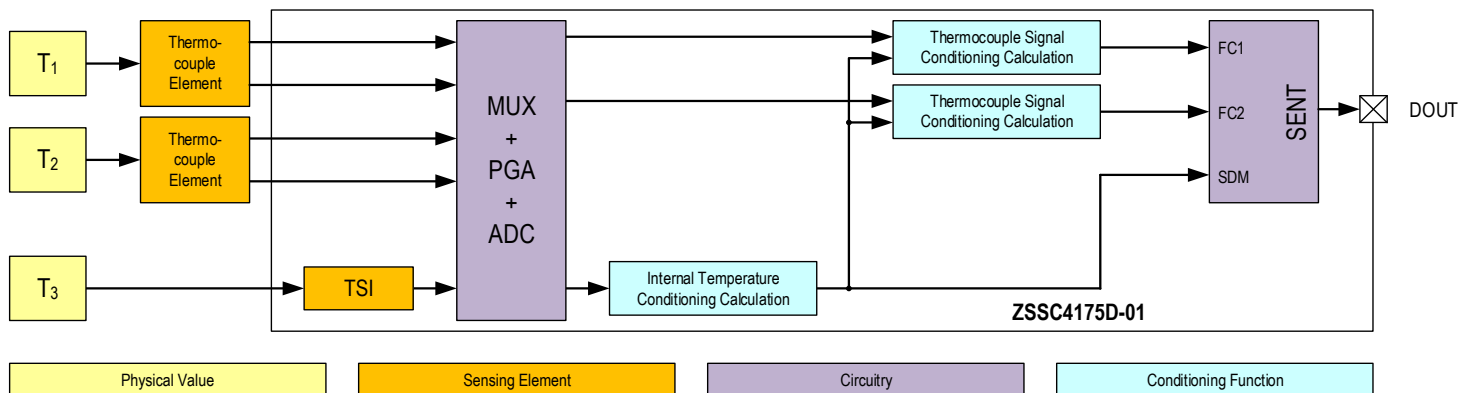 T1
Thermo-
couple
Element
T2
Thermo-
couple
Element
T3
TSI
MUX
+
PGA
+
ADC
Internal Temperature
Conditioning Calculation
Thermocouple Signal
Conditioning Calculation
Thermocouple Signal
Conditioning Calculation
FC1
FC2
SDM
SENT
DOUT
ZSSC4175D-01
Physical Value
Sensing Element
Circuitry
Conditioning Function